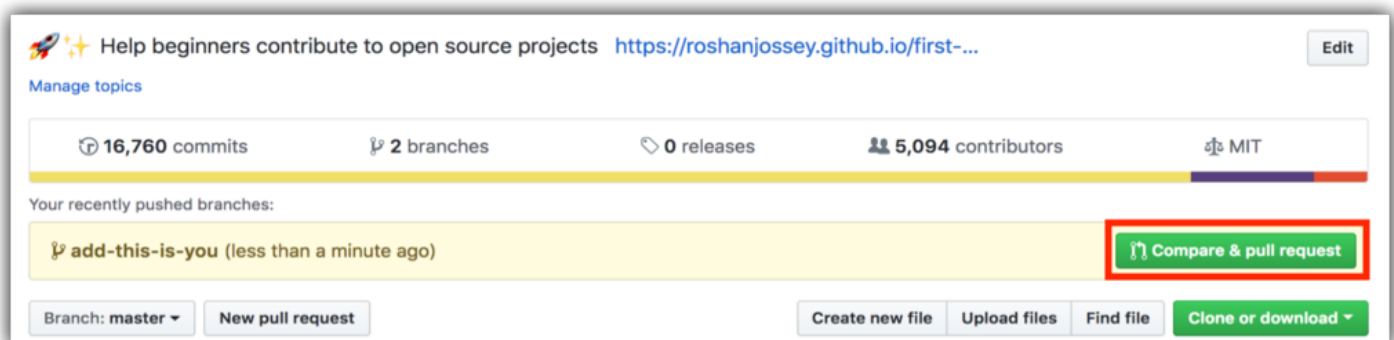 🚀✨ Help beginners contribute to open source projects https://roshanjossey.github.io/first-... Edit
Manage topics
16,760 commits 2 branches 0 releases 5,094 contributors MIT
Your recently pushed branches:
add-this-is-you (less than a minute ago) Compare & pull request
Branch: master New pull request Create new file Upload files Find file Clone or download